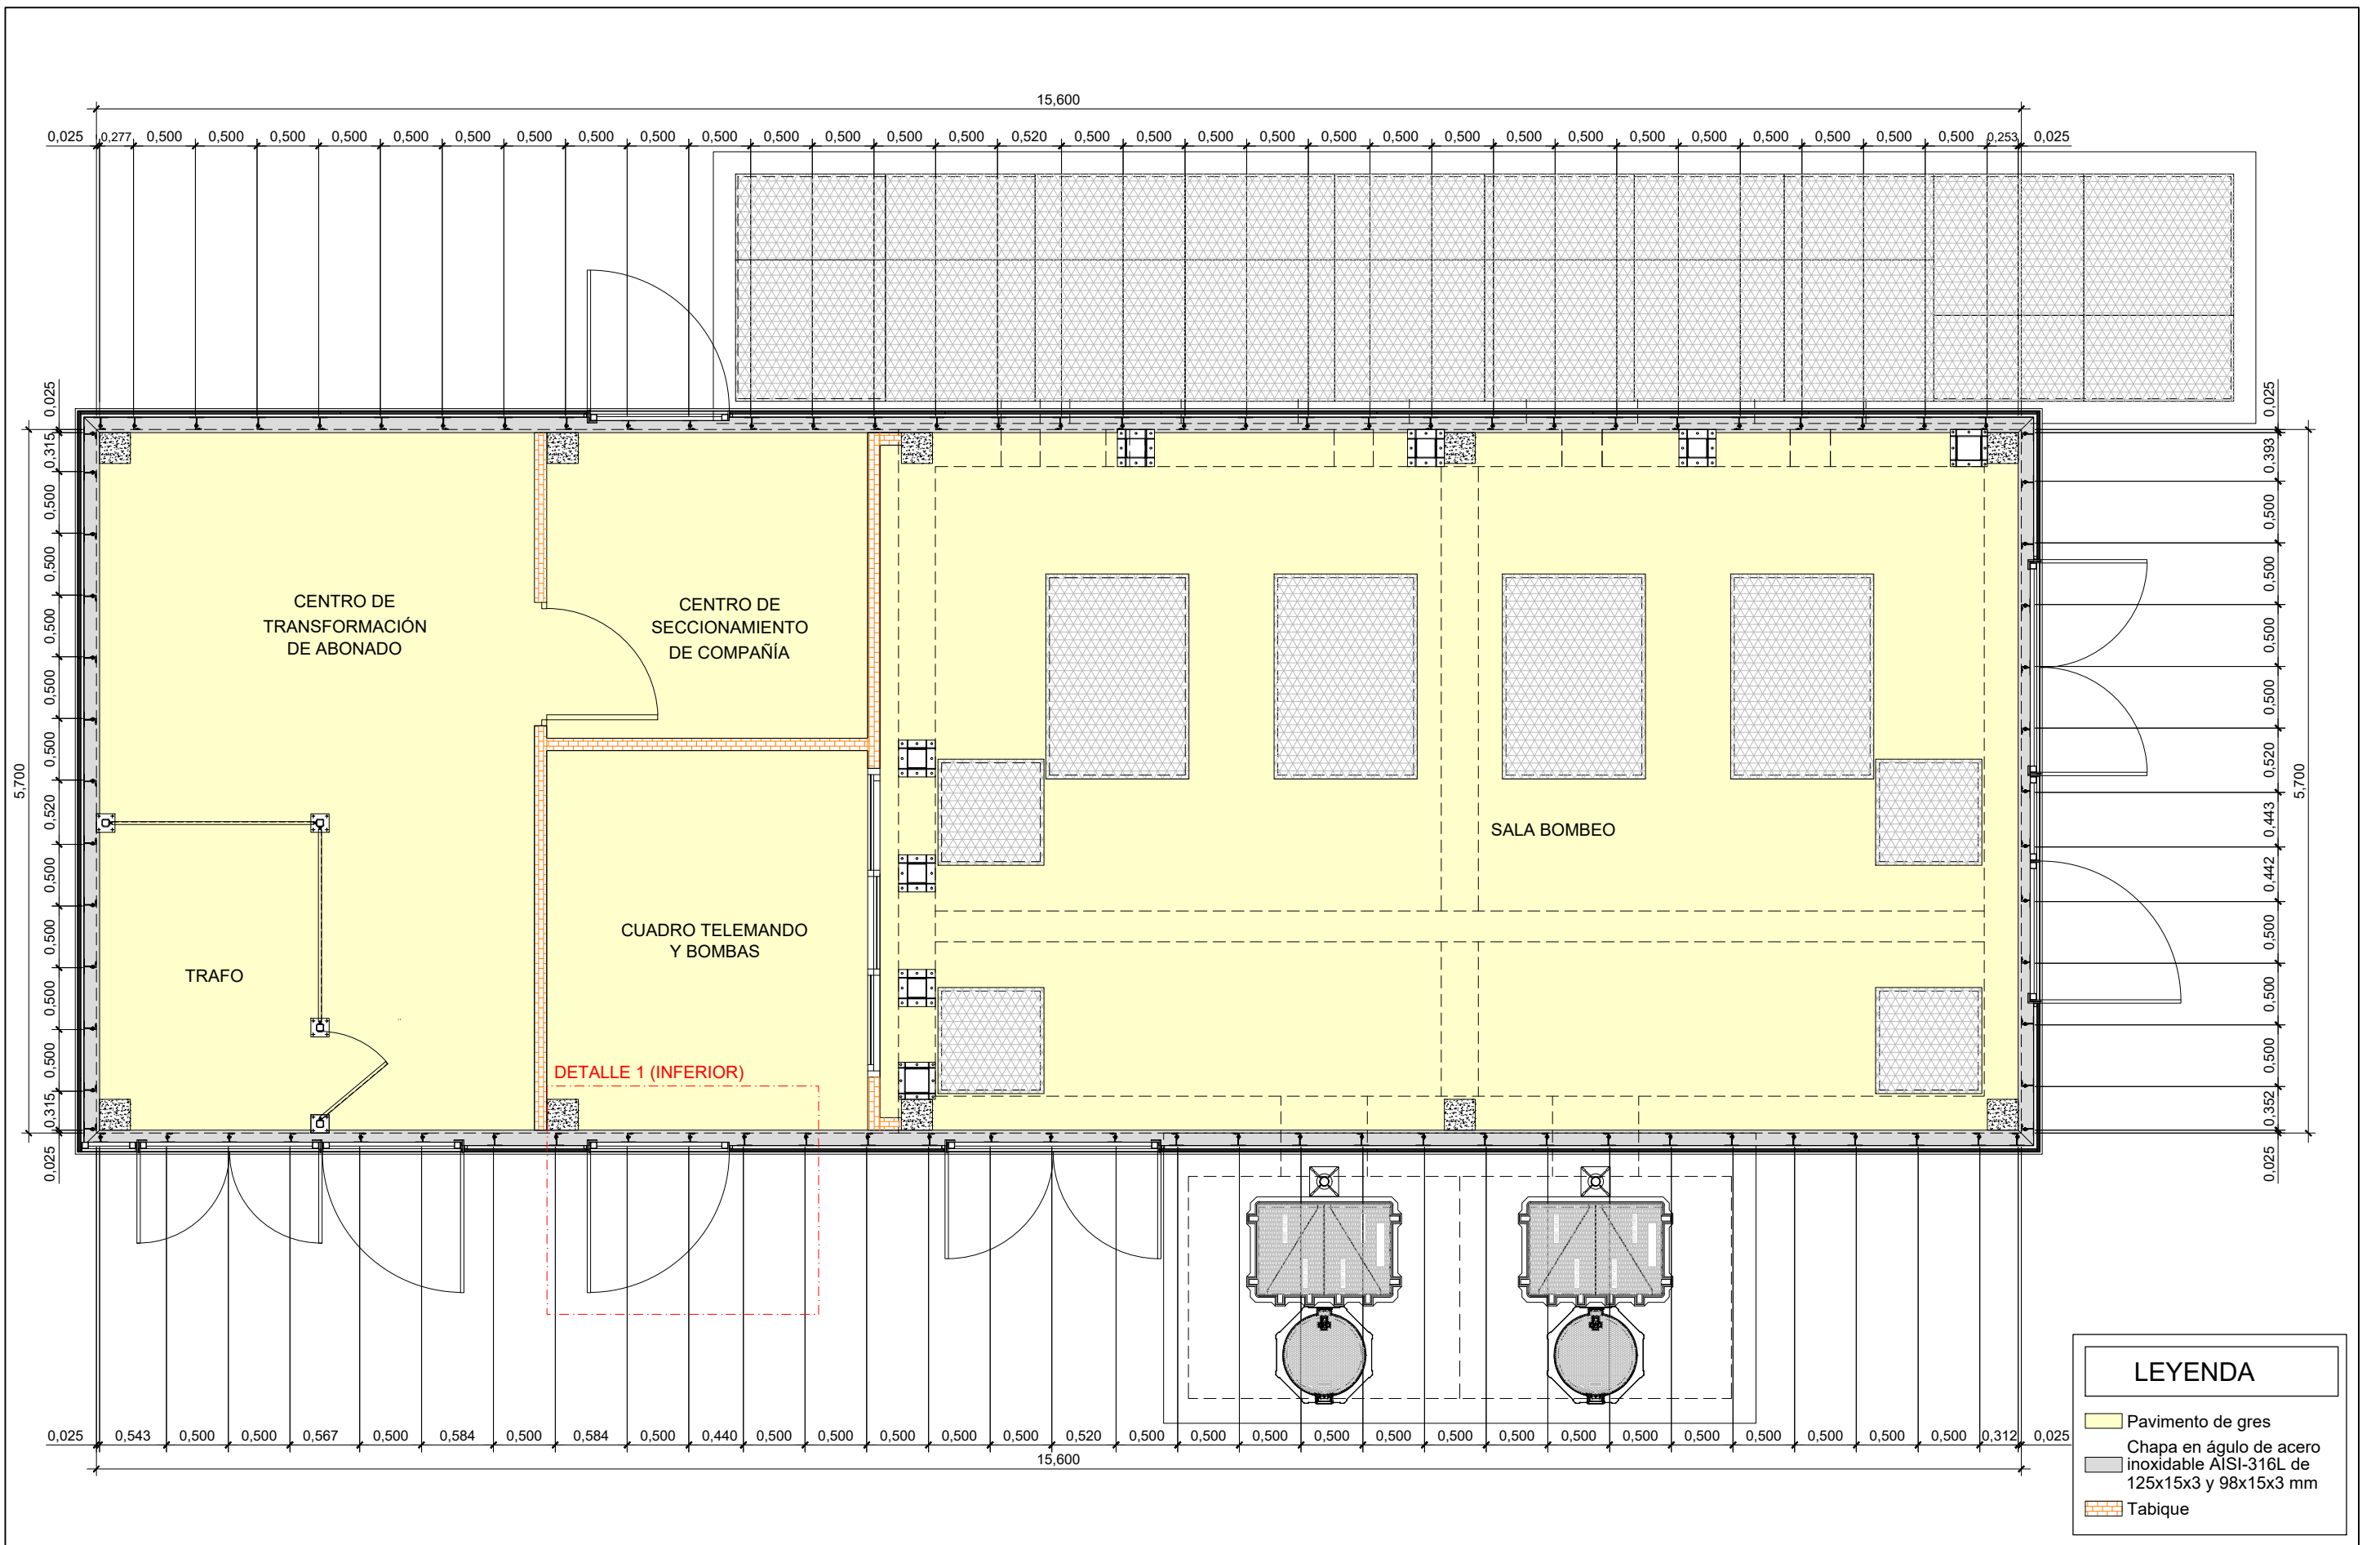 15,600
0,025 0,277 0,500 0,500 0,500 0,500 0,500 0,500 0,500 0,500 0,500 0,500 0,500 0,500 0,500 0,500 0,520 0,500 0,500 0,500 0,500 0,500 0,500 0,500 0,500 0,500 0,500 0,500 0,500 0,500 0,500 0,253 0,025
0,025
0,315
0,500
0,500
0,500
0,500
0,500
0,520
0,500
0,500
0,500
0,500
0,315
0,025
5,700
CENTRO DE
TRANSFORMACIÓN
DE ABONADO
CENTRO DE
SECCIONAMIENTO
DE COMPAÑÍA
SALA BOMBEO
CUADRO TELEMANDO
Y BOMBAS
TRAFO
DETALLE 1 (INFERIOR)
0,025
0,393
0,500
0,500
0,500
0,500
0,520
0,443
0,442
0,500
0,500
0,500
0,352
0,025
5,700
0,025 0,543 0,500 0,500 0,567 0,500 0,584 0,500 0,584 0,500 0,440 0,500 0,500 0,500 0,500 0,500 0,520 0,500 0,500 0,500 0,500 0,500 0,500 0,500 0,500 0,500 0,500 0,500 0,500 0,500 0,500 0,312 0,025
15,600
LEYENDA
Pavimento de gres
Chapa en águlo de acero
inoxidable AISI-316L de
125x15x3 y 98x15x3 mm
Tabique